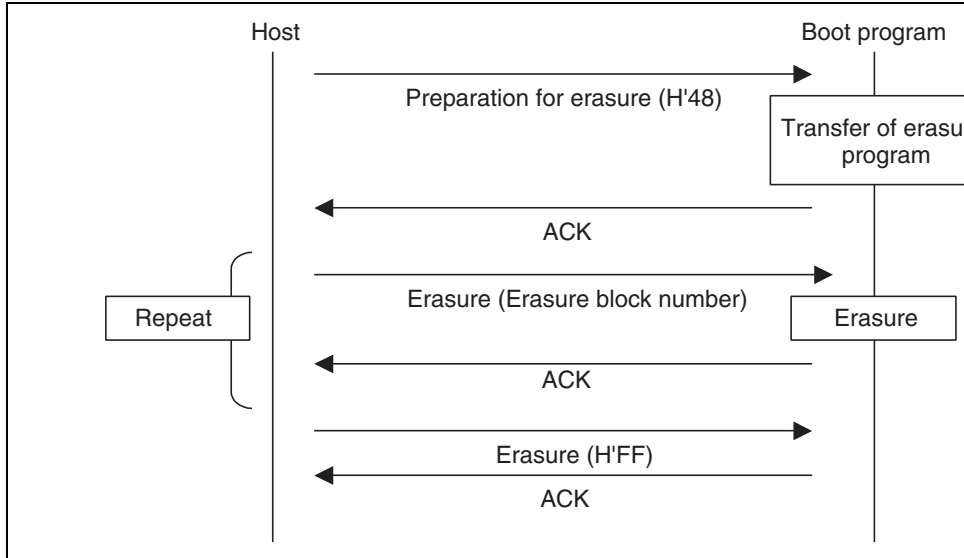 Host
Boot program
Preparation for erasure (H'48)
Transfer of erasu
program
ACK
Erasure (Erasure block number)
Repeat
Erasure
ACK
Erasure (H'FF)
ACK